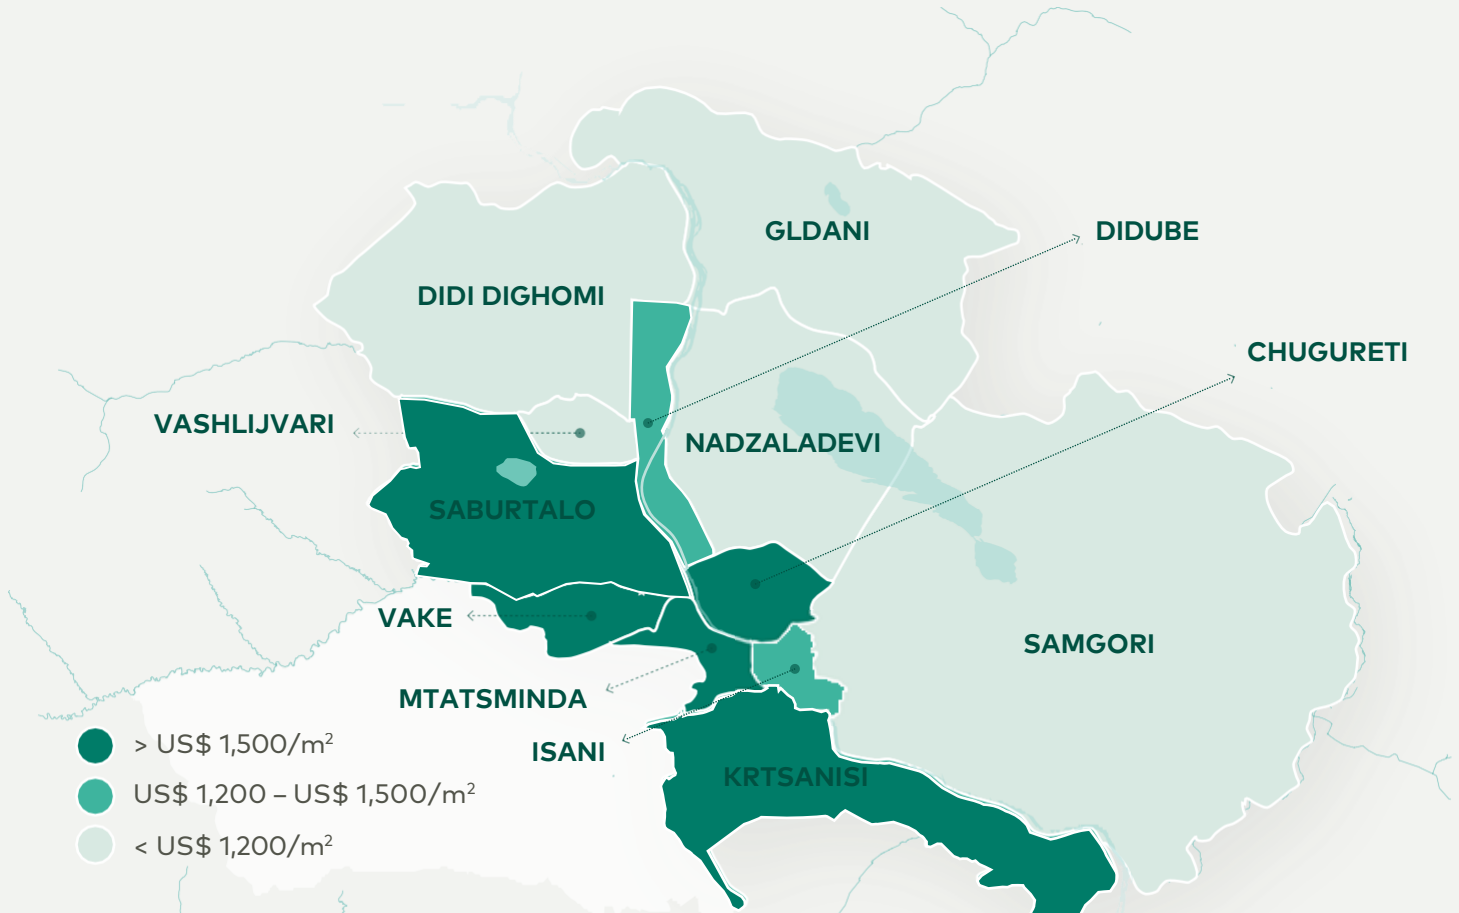 GLDANI
DIDUBE
DIDI DIGHOMI
CHUGURETI
VASHLIJVARI
NADZALADEVI
SABURTALO
VAKE
SAMGORI
MTATSMINDA
ISANI
KRTSANISI
> US$ 1,500/m²
US$ 1,200 – US$ 1,500/m²
< US$ 1,200/m²